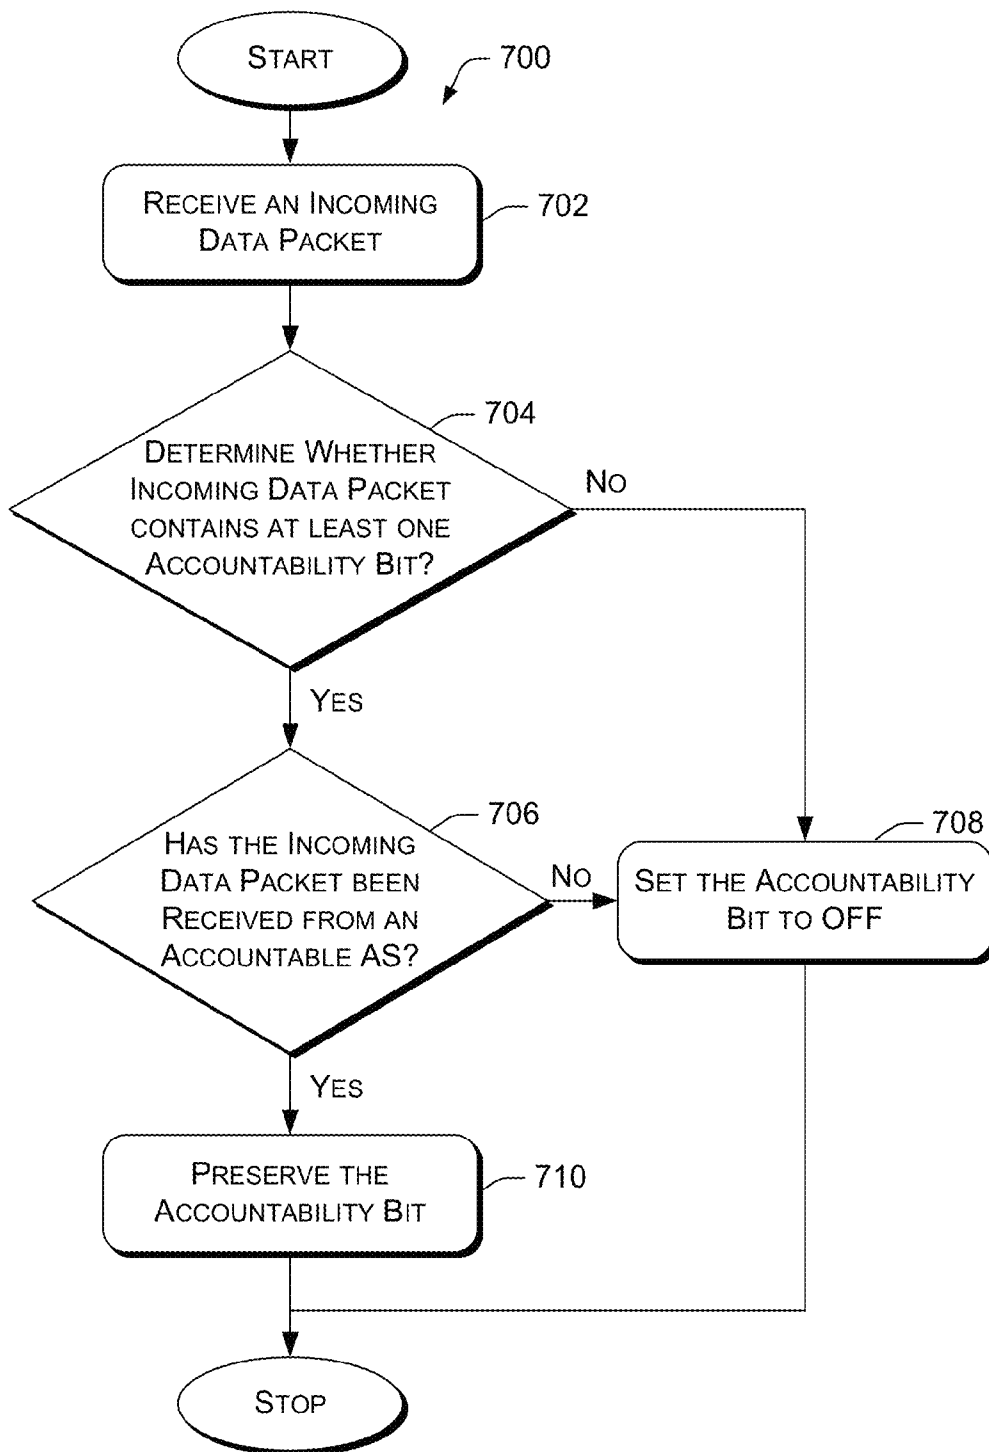 START
700
RECEIVE AN INCOMING
DATA PACKET
702
704
DETERMINE WHETHER
INCOMING DATA PACKET
CONTAINS AT LEAST ONE
ACCOUNTABILITY BIT?
NO
YES
706
HAS THE INCOMING
DATA PACKET BEEN
RECEIVED FROM AN
ACCOUNTABLE AS?
NO
708
SET THE ACCOUNTABILITY
BIT TO OFF
YES
PRESERVE THE
ACCOUNTABILITY BIT
710
STOP